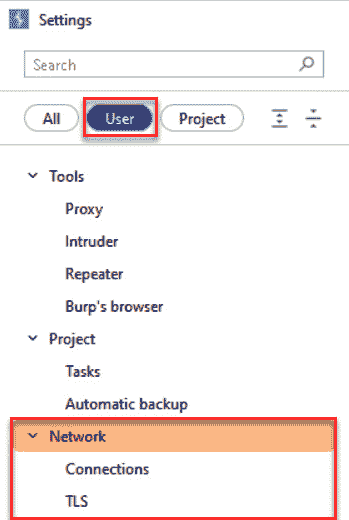 Settings
Search
All User Project
Tools
Proxy
Intruder
Repeater
Burp's browser
Project
Tasks
Automatic backup
Network
Connections
TLS